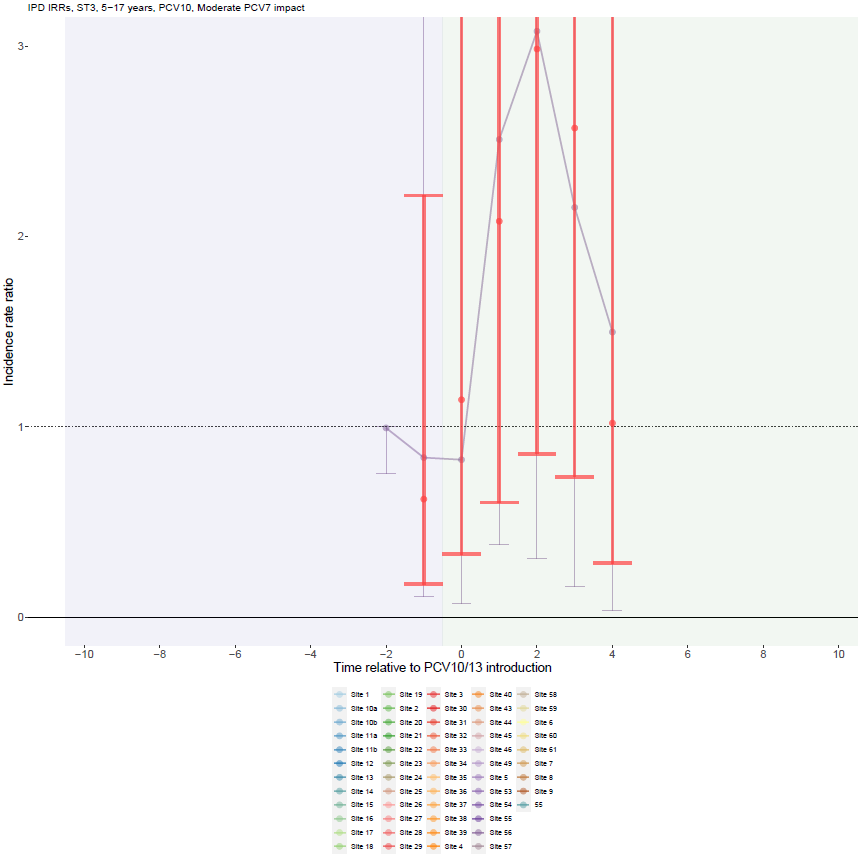 IPD IRRs, ST3, 5−17 years, PCV10, Moderate PCV7 impact
Incidence rate ratio
3
2
1
0
−10 −8 −6 −4 −2 0 2 4 6 8 10
Time relative to PCV10/13 introduction
Site 1 Site 19 Site 3 Site 40 Site 58
Site 10a Site 2 Site 30 Site 43 Site 59
Site 10b Site 20 Site 31 Site 44 Site 6
Site 11a Site 21 Site 32 Site 45 Site 60
Site 11b Site 22 Site 33 Site 46 Site 61
Site 12 Site 23 Site 34 Site 49 Site 7
Site 13 Site 24 Site 35 Site 5 Site 8
Site 14 Site 25 Site 36 Site 53 Site 9
Site 15 Site 26 Site 37 Site 54 55
Site 16 Site 27 Site 38 Site 55
Site 17 Site 28 Site 39 Site 56
Site 18 Site 29 Site 4 Site 57